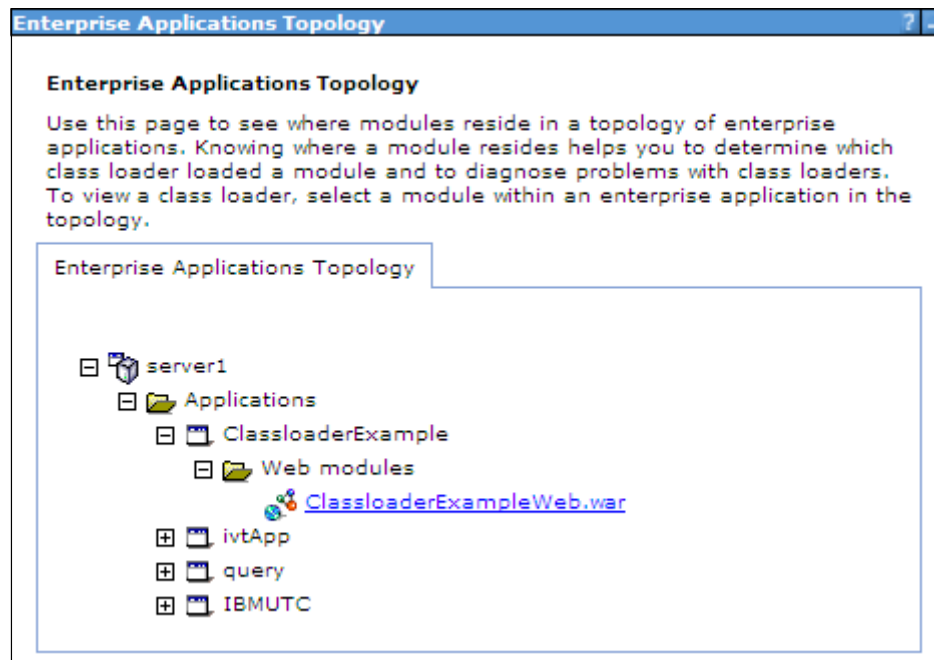 Enterprise Applications Topology ?
Enterprise Applications Topology
Use this page to see where modules reside in a topology of enterprise
applications. Knowing where a module resides helps you to determine which
class loader loaded a module and to diagnose problems with class loaders.
To view a class loader, select a module within an enterprise application in the
topology.
Enterprise Applications Topology
server1
Applications
ClassloaderExample
Web modules
ClassloaderExampleWeb.war
ivtApp
query
IBMUTC